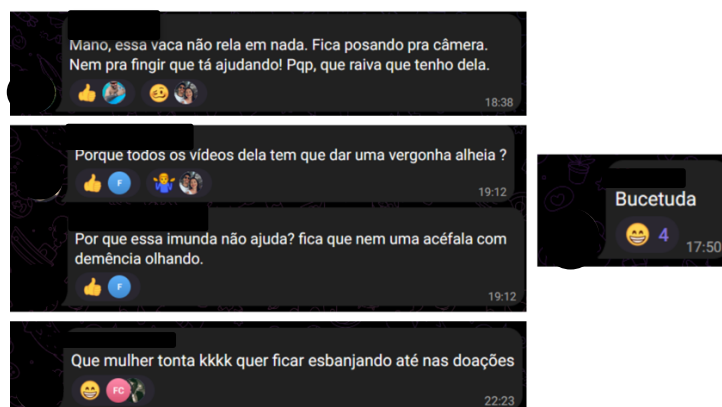 Mano, essa vaca não rela em nada. Fica posando pra câmera.
Nem pra fingir que tá ajudando! Pqp, que raiva que tenho dela.
18:38
Porque todos os vídeos dela tem que dar uma vergonha alheia ?
F
19:12
Por que essa imunda não ajuda? fica que nem uma acéfala com
demência olhando.
F
19:12
Que mulher tonta kkkk quer ficar esbanjando até nas doações
FC
22:23
Bucetuda
4
17:50